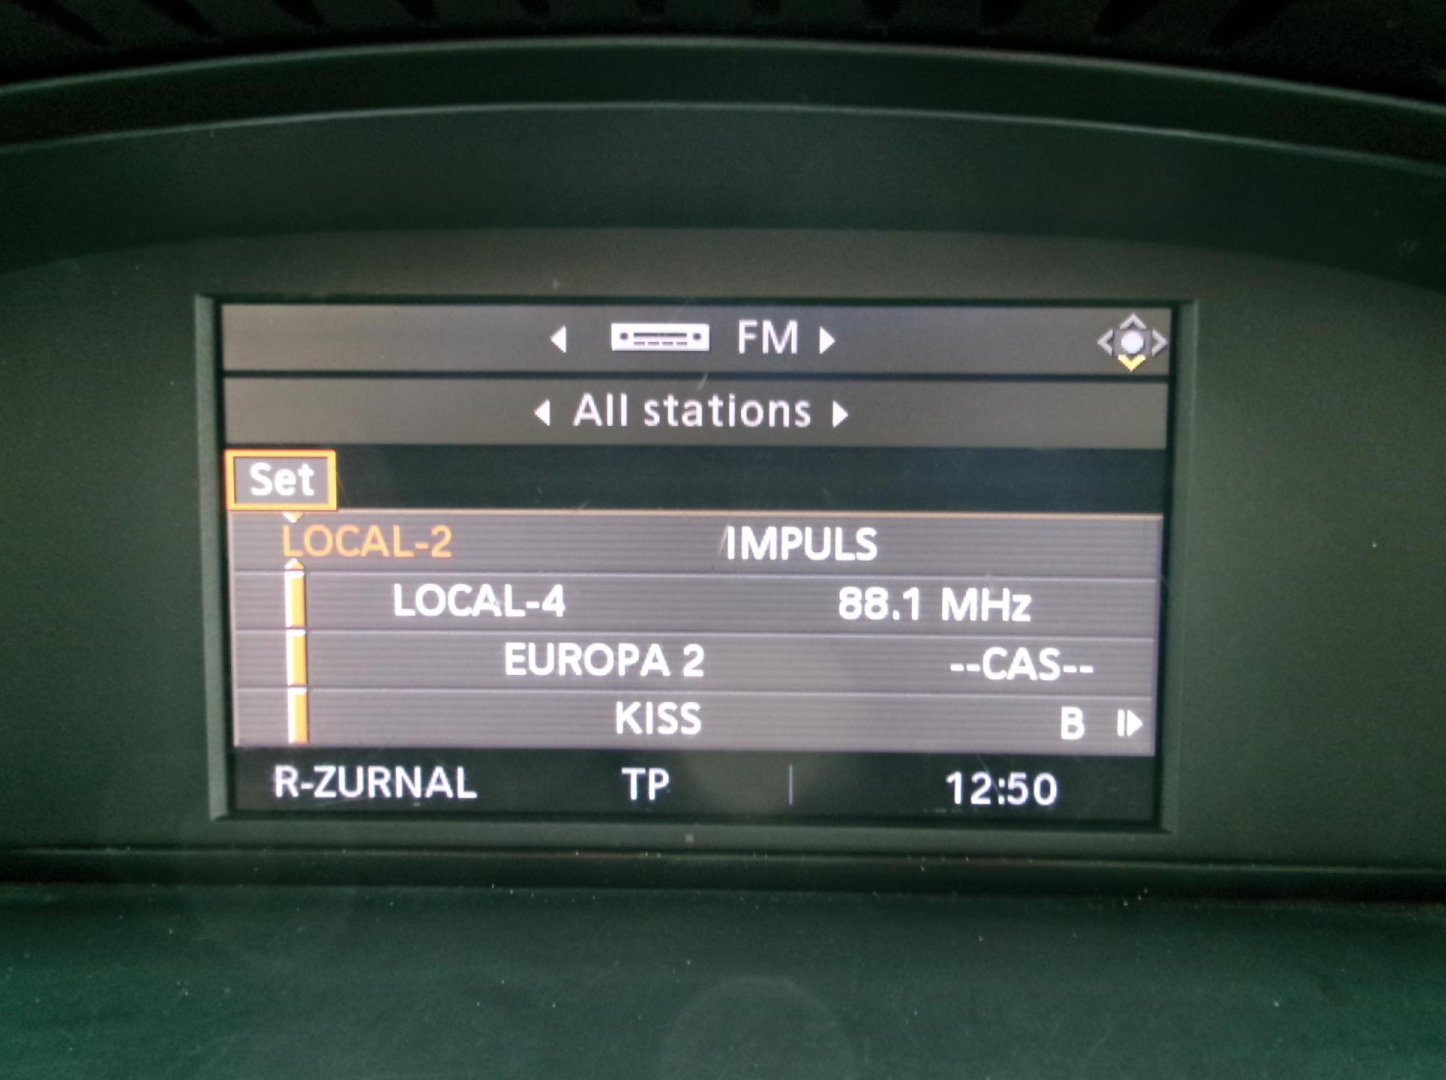 FM
All stations
Set
LOCAL-2 IMPULS
LOCAL-4 88.1 MHz
EUROPA 2 --CAS--
KISS B
R-ZURNAL TP 12:50